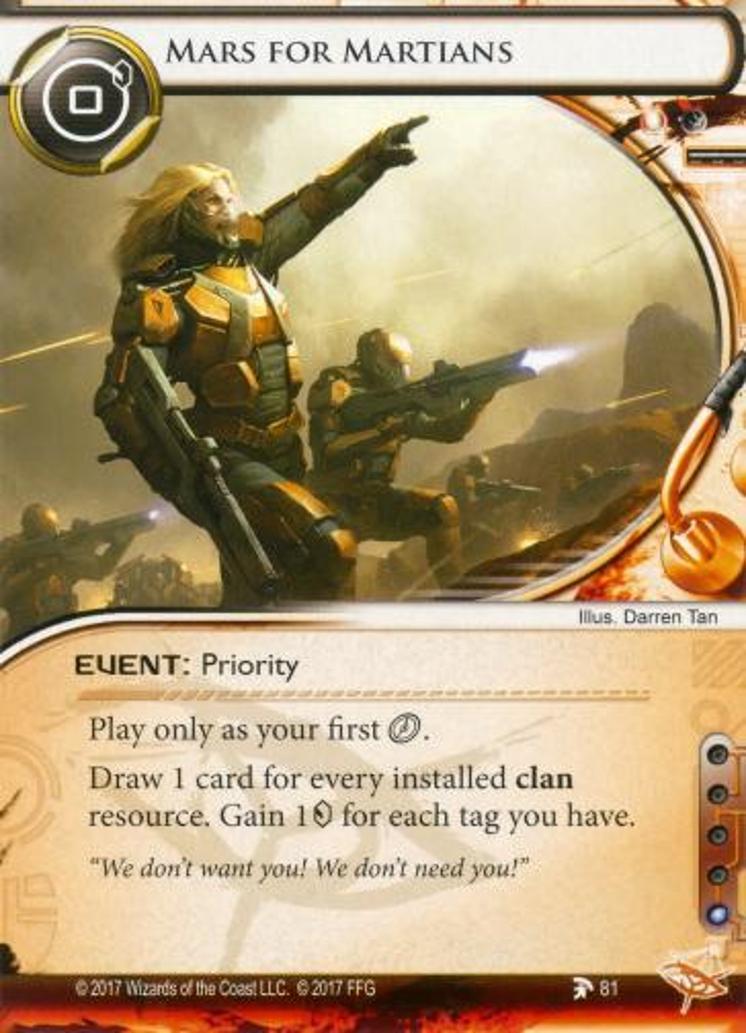 MARS FOR MARTIANS
Illus. Darren Tan
EVENT: Priority
Play only as your first .
Draw 1 card for every installed clan
resource. Gain 1 for each tag you have.
“We don’t want you! We don’t need you!”
© 2017 Wizards of the Coast LLC. © 2017 FFG 81